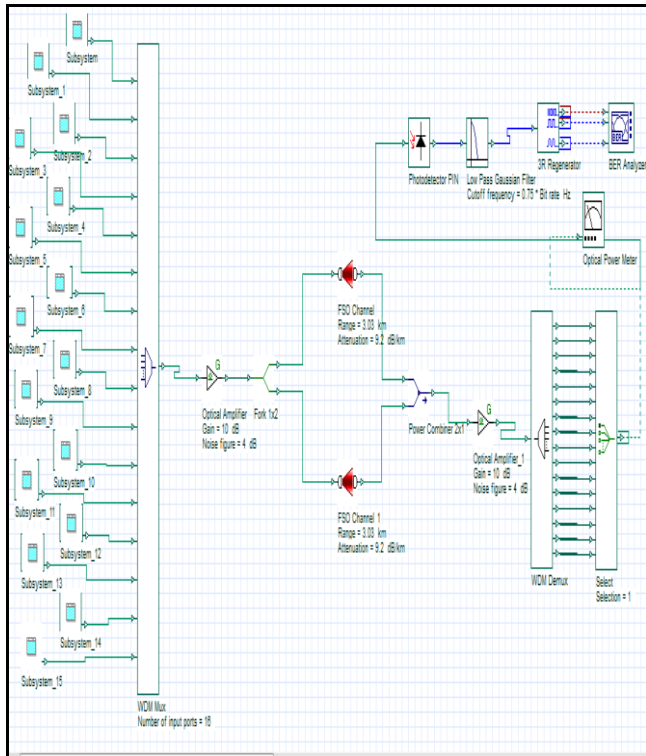 Subsystem
Subsystem_1
Subsystem_2
Subsystem_3
Subsystem_4
Subsystem_5
Subsystem_6
Subsystem_7
Subsystem_8
Subsystem_9
Subsystem_10
Subsystem_11
Subsystem_12
Subsystem_13
Subsystem_14
Subsystem_15
WDM Mux
Number of input ports = 16
G
Optical Amplifier
Gain = 10 dB
Noise figure = 4 dB
Fork 1x2
FSO Channel
Range = 3.03 km
Attenuation = 9.2 dB/km
FSO Channel 1
Range = 3.03 km
Attenuation = 9.2 dB/km
Power Combiner 2x1
G
Optical Amplifier_1
Gain = 10 dB
Noise figure = 4 dB
WDM Demux
Select
Selection = 1
Optical Power Meter
Photodetector PIN
Low Pass Gaussian Filter
Cutoff frequency = 0.75 * Bit rate Hz
3R Regenerator
BER
BER Analyzer